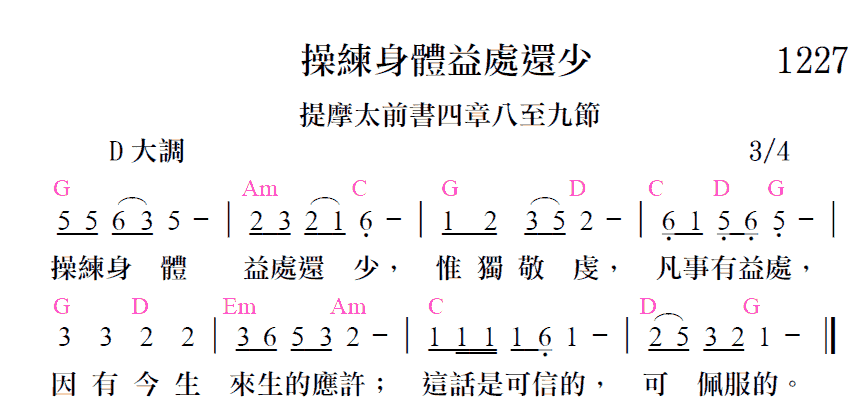 操練身體益處還少 1227
提摩太前書四章八至九節
D 大調 3/4
G Am C G D C D G
5 5 6 3 5 - | 2 3 2 1 6 - | 1 2 3 5 2 - | 6 1 5 6 5 - |
操練身 體 益處還 少， 惟 獨 敬 虔， 凡事有益處，
G D Em Am C D G
3 3 2 2 | 3 6 5 3 2 - | 1 1 1 1 6 1 - | 2 5 3 2 1 - ‖
因 有 今 生 來生的應許； 這話是可信的， 可 佩服的。